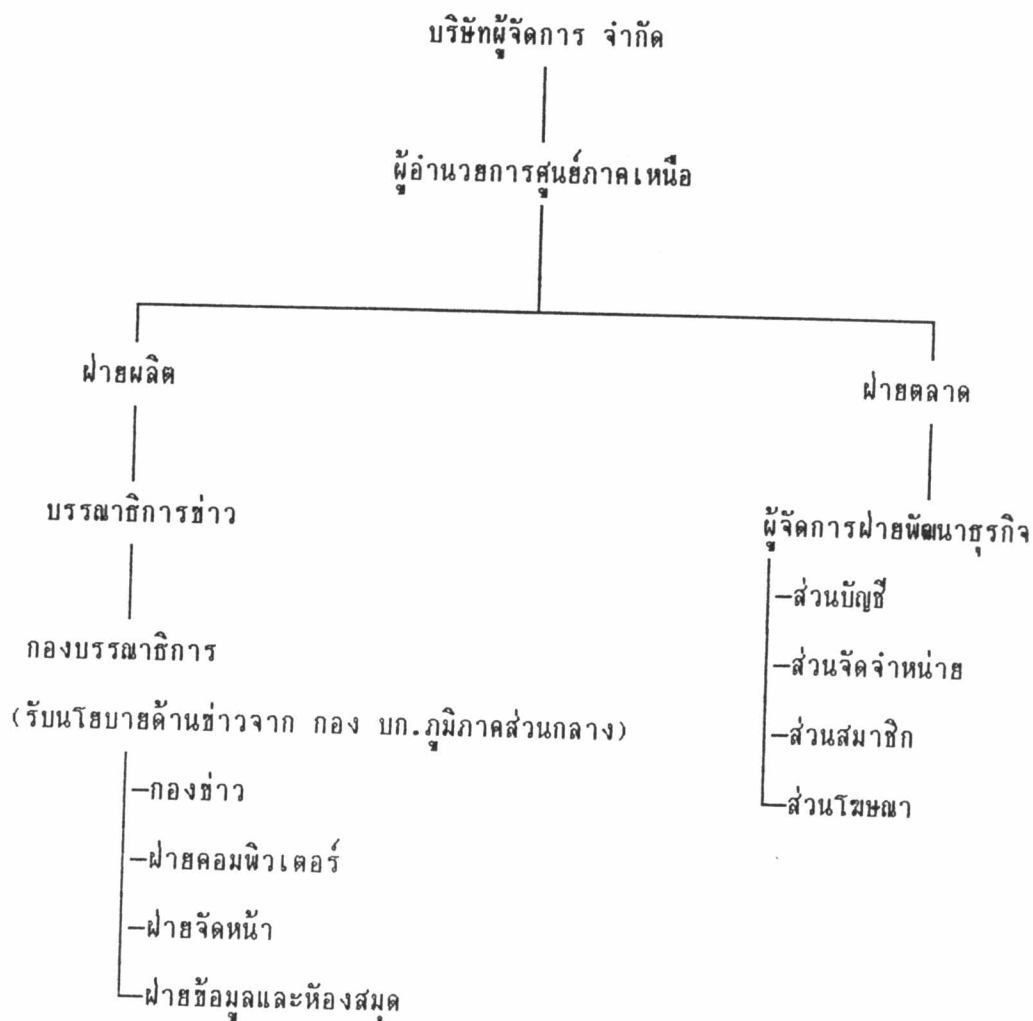 บริษัทผู้จัดการ จำกัด
ผู้อำนวยการศูนย์ภาคเหนือ
ฝ่ายผลิต
ฝ่ายตลาด
บรรณาธิการข่าว
ผู้จัดการฝ่ายพัฒนาธุรกิจ
-ส่วนบัญชี
กองบรรณาธิการ
-ส่วนจัดจำหน่าย
(รับนโยบายด้านข่าวจาก กอง บก.ภูมิภาคส่วนกลาง)
-ส่วนสมาชิก
-กองข่าว
-ส่วนโฆษณา
-ฝ่ายคอมพิวเตอร์
-ฝ่ายจัดหน้า
-ฝ่ายข้อมูลและห้องสมุด